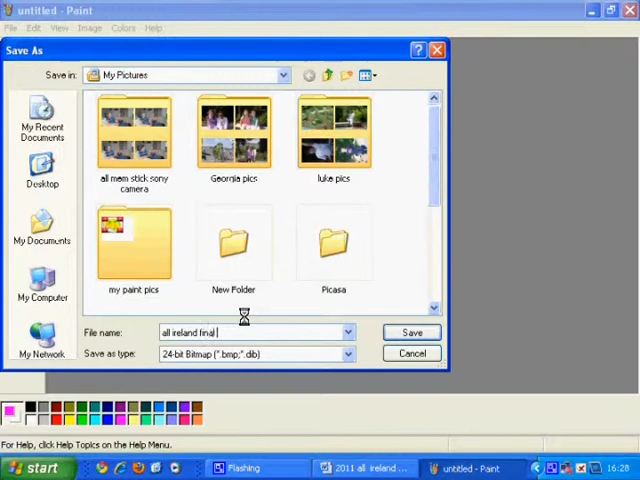 untitled - Paint
File Edit View Image Colors Help
Save As
Save in: My Pictures
My Recent Documents
Desktop
My Documents
My Computer
My Network
all mem stick sony camera
Georgia pics
luke pics
my paint pics
New Folder
Picasa
File name: all ireland final
Save
Save as type: 24-bit Bitmap (*.bmp;*.dib)
Cancel
For Help, click Help Topics on the Help Menu.
start
Flashing
2011 all ireland ...
untitled - Paint
16:28